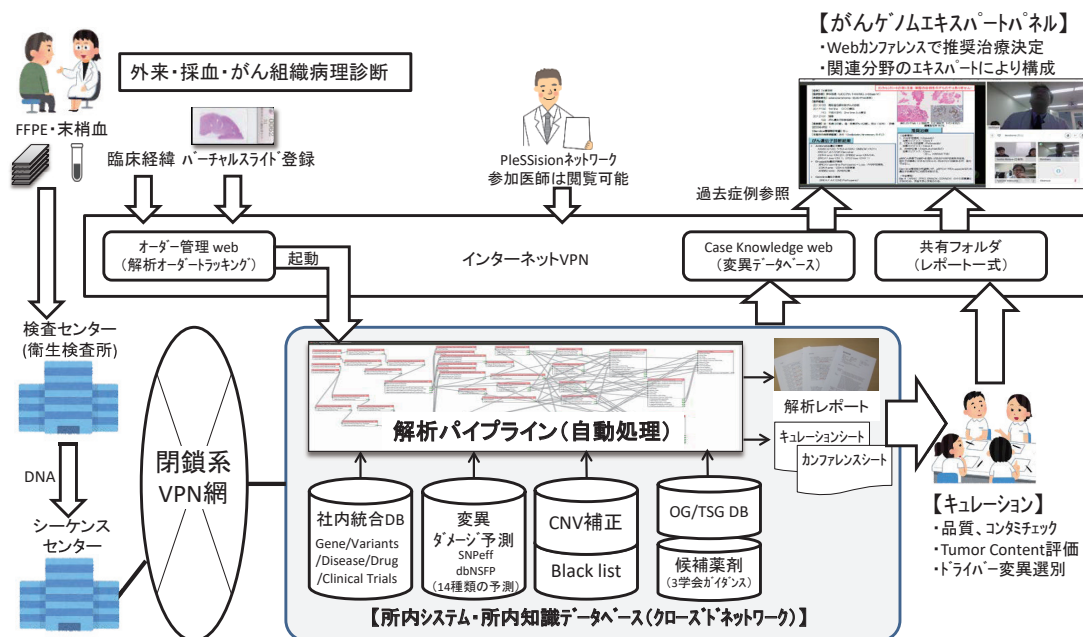 【がんゲノムエキスパートパネル】
・Webカンファレンスで推奨治療決定
・関連分野のエキスパートにより構成
外来・採血・がん組織病理診断
FFPE・末梢血
臨床経緯 バーチャルスライド登録
PleSSisionネットワーク
参加医師は閲覧可能
過去症例参照
オーダー管理 web
(解析オーダートラッキング)
起動
インターネットVPN
Case Knowledge web
(変異データベース)
共有フォルダ
(レポート一式)
検査センター
(衛生検査所)
DNA
シーケンス
センター
閉鎖系
VPN網
解析パイプライン(自動処理)
解析レポート
キュレーションシート
カンファレンスシート
社内統合DB
Gene/Variants
/Disease/Drug
/Clinical Trials
変異
ダメージ予測
SNPeff
dbNSFP
(14種類の予測)
CNV補正
Black list
OG/TSG DB
候補薬剤
(3学会ガイダンス)
【所内システム・所内知識データベース(クローズドネットワーク)】
【キュレーション】
・品質、コンタミチェック
・Tumor Content評価
・ドライバー変異選別